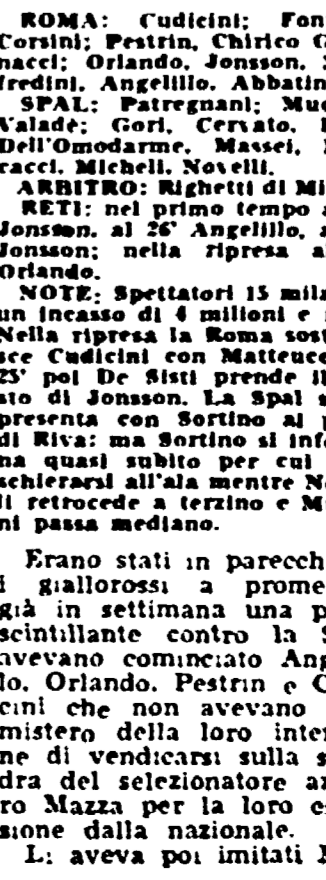 ROMA: Cudicini; Fon
Corsini; Pestrin, Chirico G
nacci; Orlando, Jonsson,
fredini, Angelillo, Abbatin
SPAL: Patregnani; Muc
Valadè; Gori, Cervato,
Dell'Omodarme, Massei,
racci, Micheli, Novelli.
ARBITRO: Righetti di Mi
RETI: nel primo tempo a
Jonsson, al 26' Angelillo, a
Jonsson; nella ripresa a
Orlando.
NOTE: Spettatori 15 mila
un incasso di 4 milioni e
Nella ripresa la Roma sost
sce Cudicini con Matteucc
25' poi De Sisti prende il
sto di Jonsson. La Spal s
presenta con Sortino al p
di Riva: ma Sortino si info
na quasi subito per cui
schierarsi all'ala mentre N
li retrocede a terzino e M
ni passa mediano.
Erano stati in parecch
i giallorossi a prome
già in settimana una p
scintillante contro la S
avevano cominciato Ang
lo, Orlando, Pestrin e C
cini che non avevano
mistero della loro inte
ne di vendicarsi sulla s
dra del selezionatore az
ro Mazza per la loro e
sione dalla nazionale.
Li aveva poi imitati